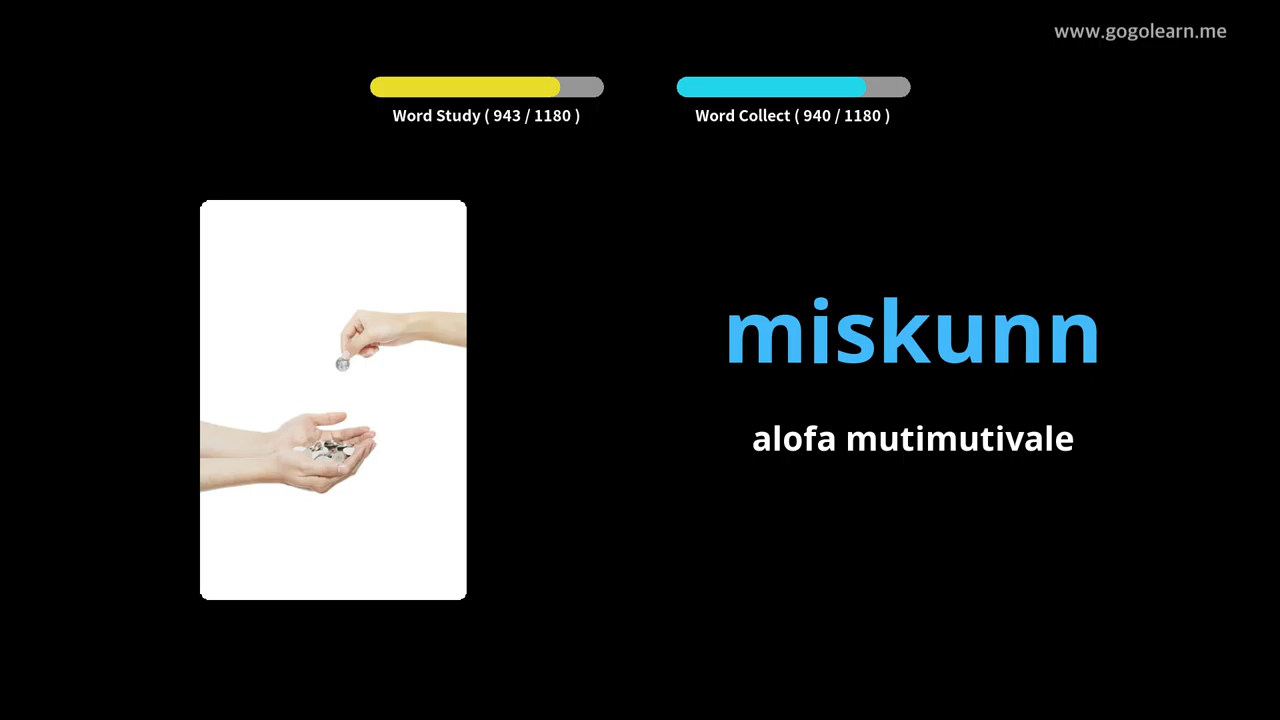 www.gogolearn.me
Word Study ( 943 / 1180 )
Word Collect ( 940 / 1180 )
miskunn
alofa mutimutivale